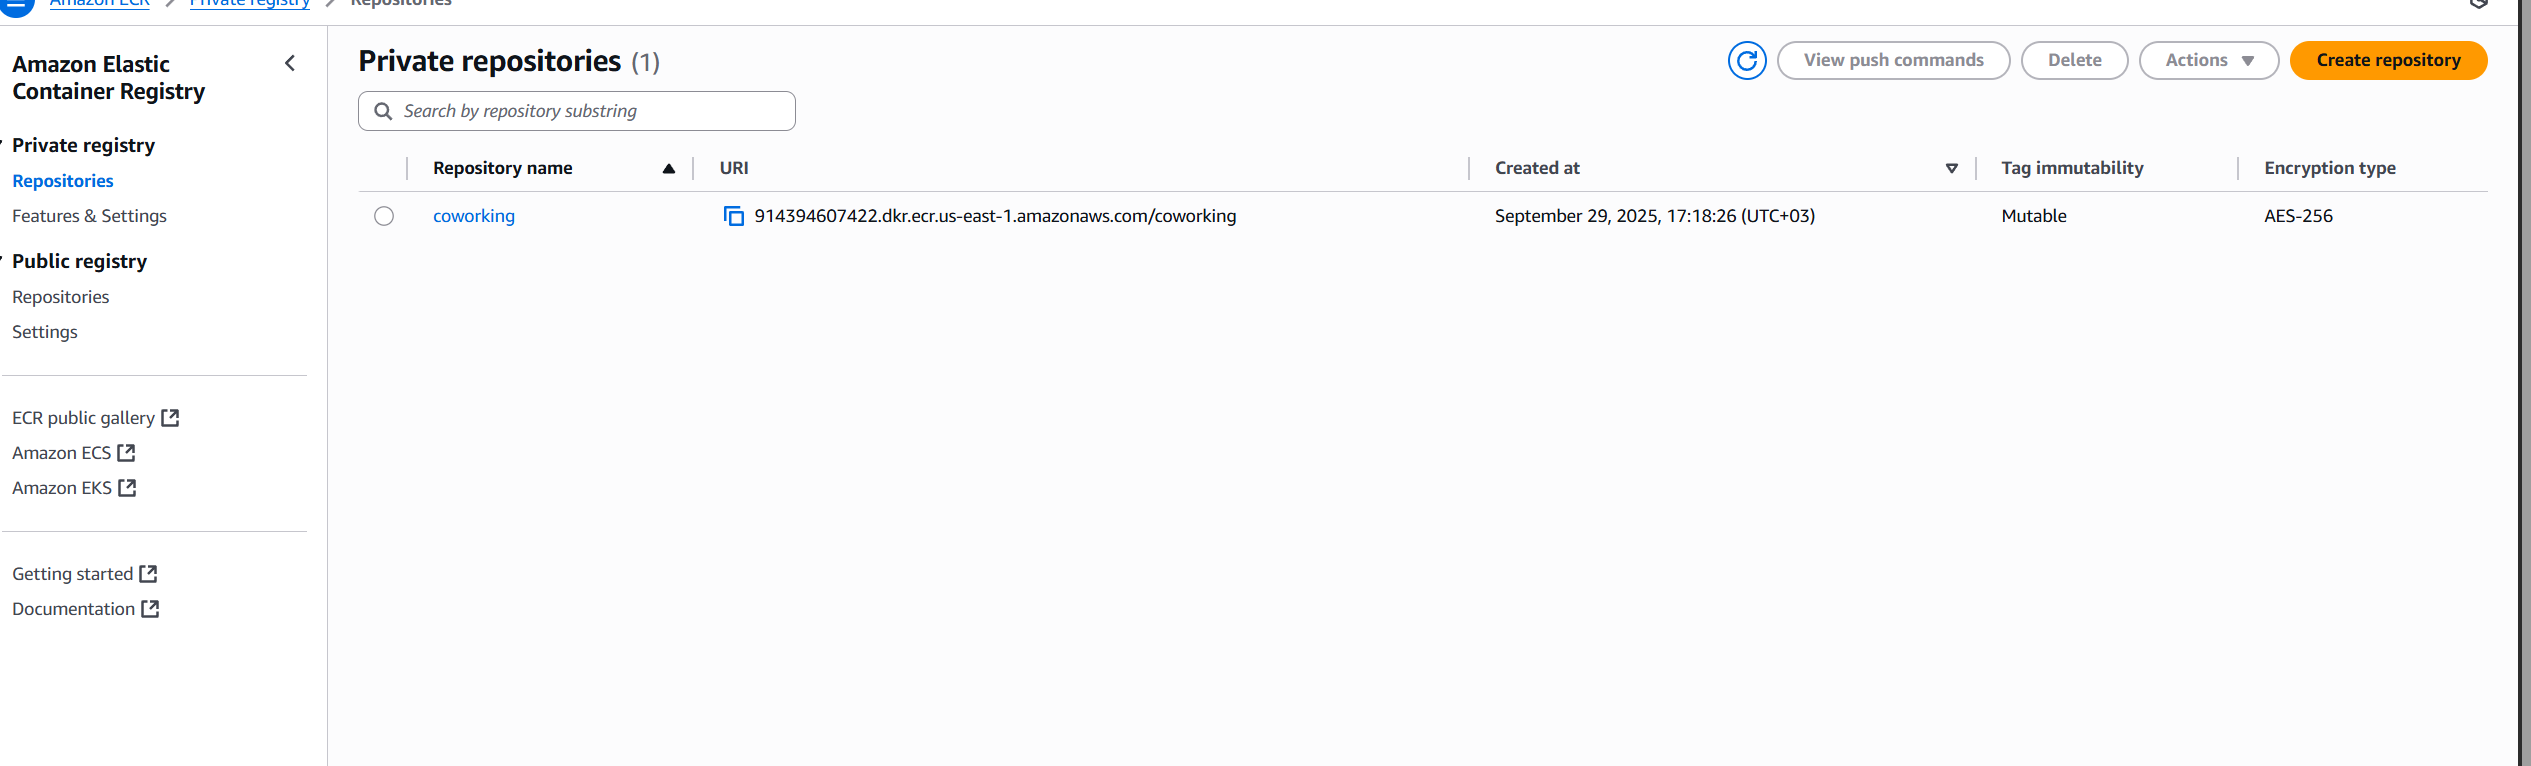 Amazon ECR
Private registry
Repositories
Amazon Elastic
Container Registry
Private registry
Repositories
Features & Settings
Public registry
Repositories
Settings
ECR public gallery
Amazon ECS
Amazon EKS
Getting started
Documentation
Private repositories (1)
View push commands
Delete
Actions
Create repository
Search by repository substring
Repository name URI Created at Tag immutability Encryption type
coworking 914394607422.dkr.ecr.us-east-1.amazonaws.com/coworking September 29, 2025, 17:18:26 (UTC+03) Mutable AES-256